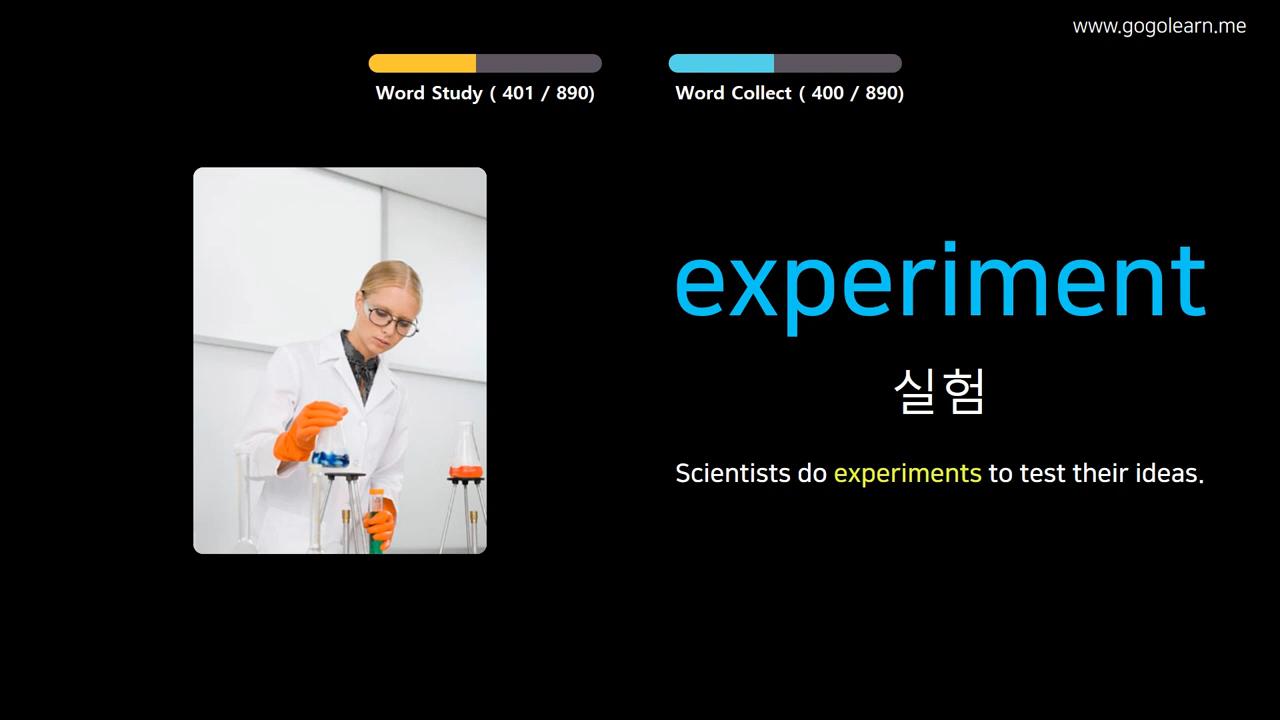 www.gogolearn.me
Word Study ( 401 / 890)
Word Collect ( 400 / 890)
experiment
실험
Scientists do experiments to test their ideas.